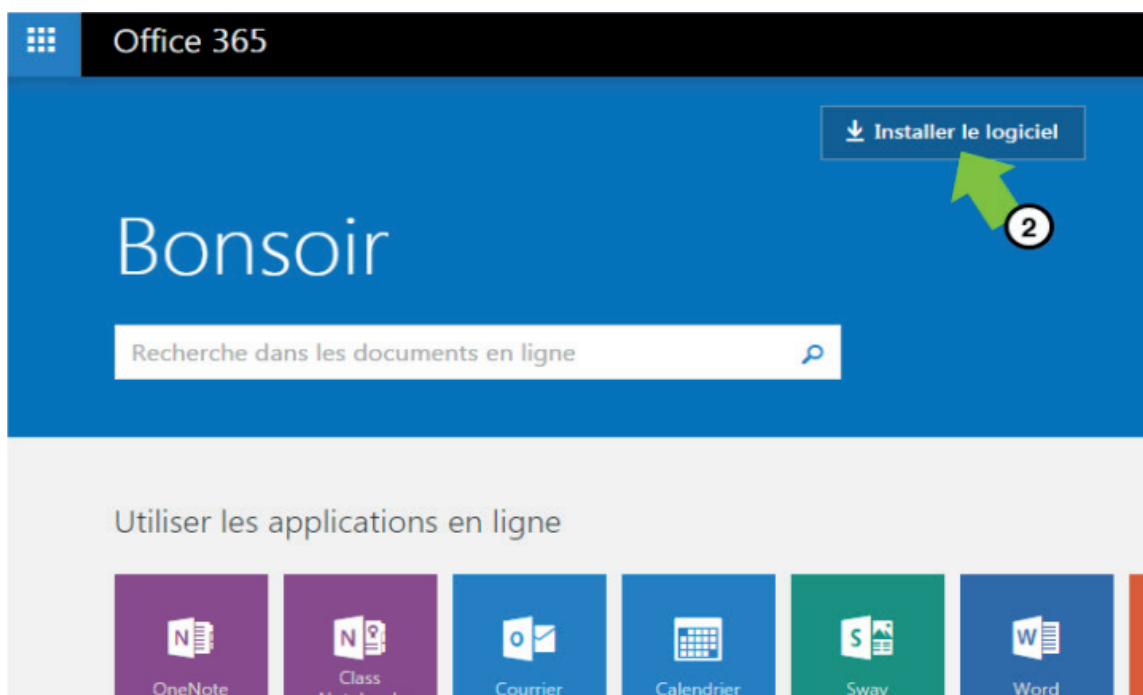 Office 365
Installer le logiciel
2
Bonsoir
Recherche dans les documents en ligne
Utiliser les applications en ligne
N
N
O
S
W
OneNote
Class
Notebook
Courrier
Calendrier
Sway
Word